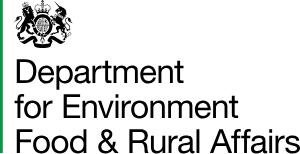 Department
for Environment
Food & Rural Affairs